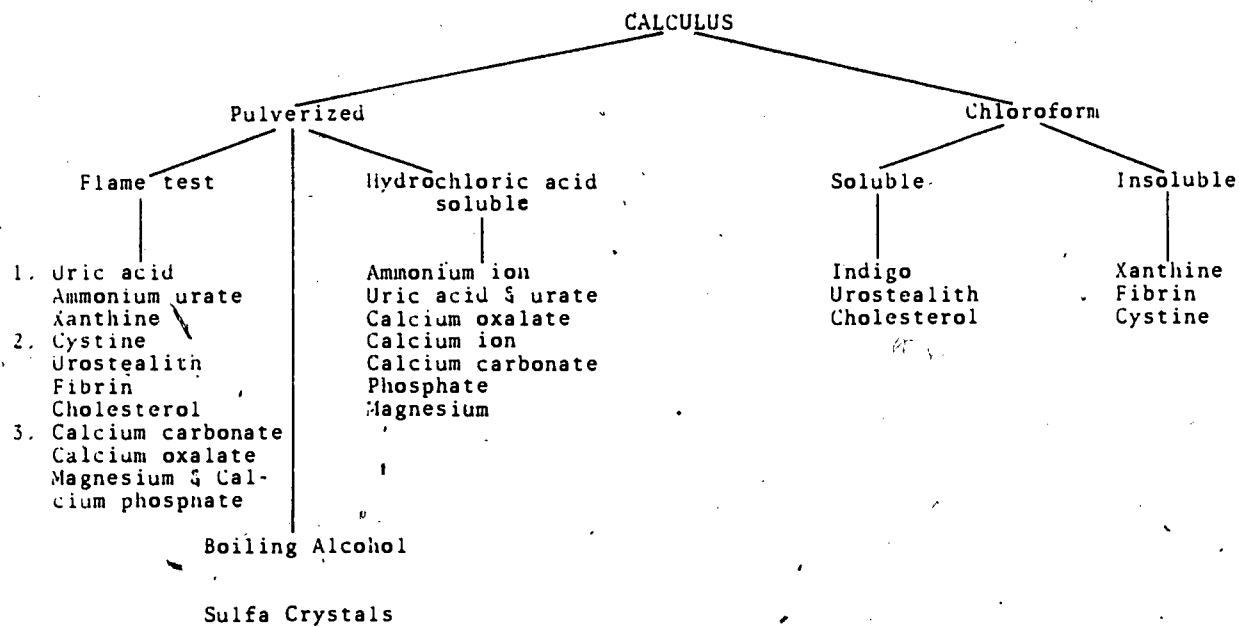 CALCULUS
Pulverized
Chloroform
Flame test
Hydrochloric acid
soluble
Soluble
Insoluble
1. Uric acid
Ammonium urate
Xanthine
2. Cystine
Urostealith
Fibrin
Cholesterol
3. Calcium carbonate
Calcium oxalate
Magnesium & Cal-
cium phosphate
Ammonium ion
Uric acid & urate
Calcium oxalate
Calcium ion
Calcium carbonate
Phosphate
Magnesium
Indigo
Urostealith
Cholesterol
Xanthine
Fibrin
Cystine
Boiling Alcohol
Sulfa Crystals